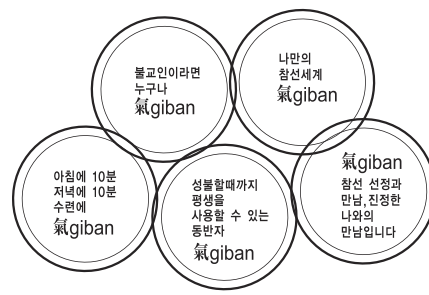 불교인이라면
누구나
氣giban
나만의
참선세계
氣giban
아침에 10분
저녁에 10분
수련에
氣giban
성불할때까지
평생을
사용할 수 있는
동반자
氣giban
氣giban
참선 선정과
만남,진정한
나와의
만남입니다